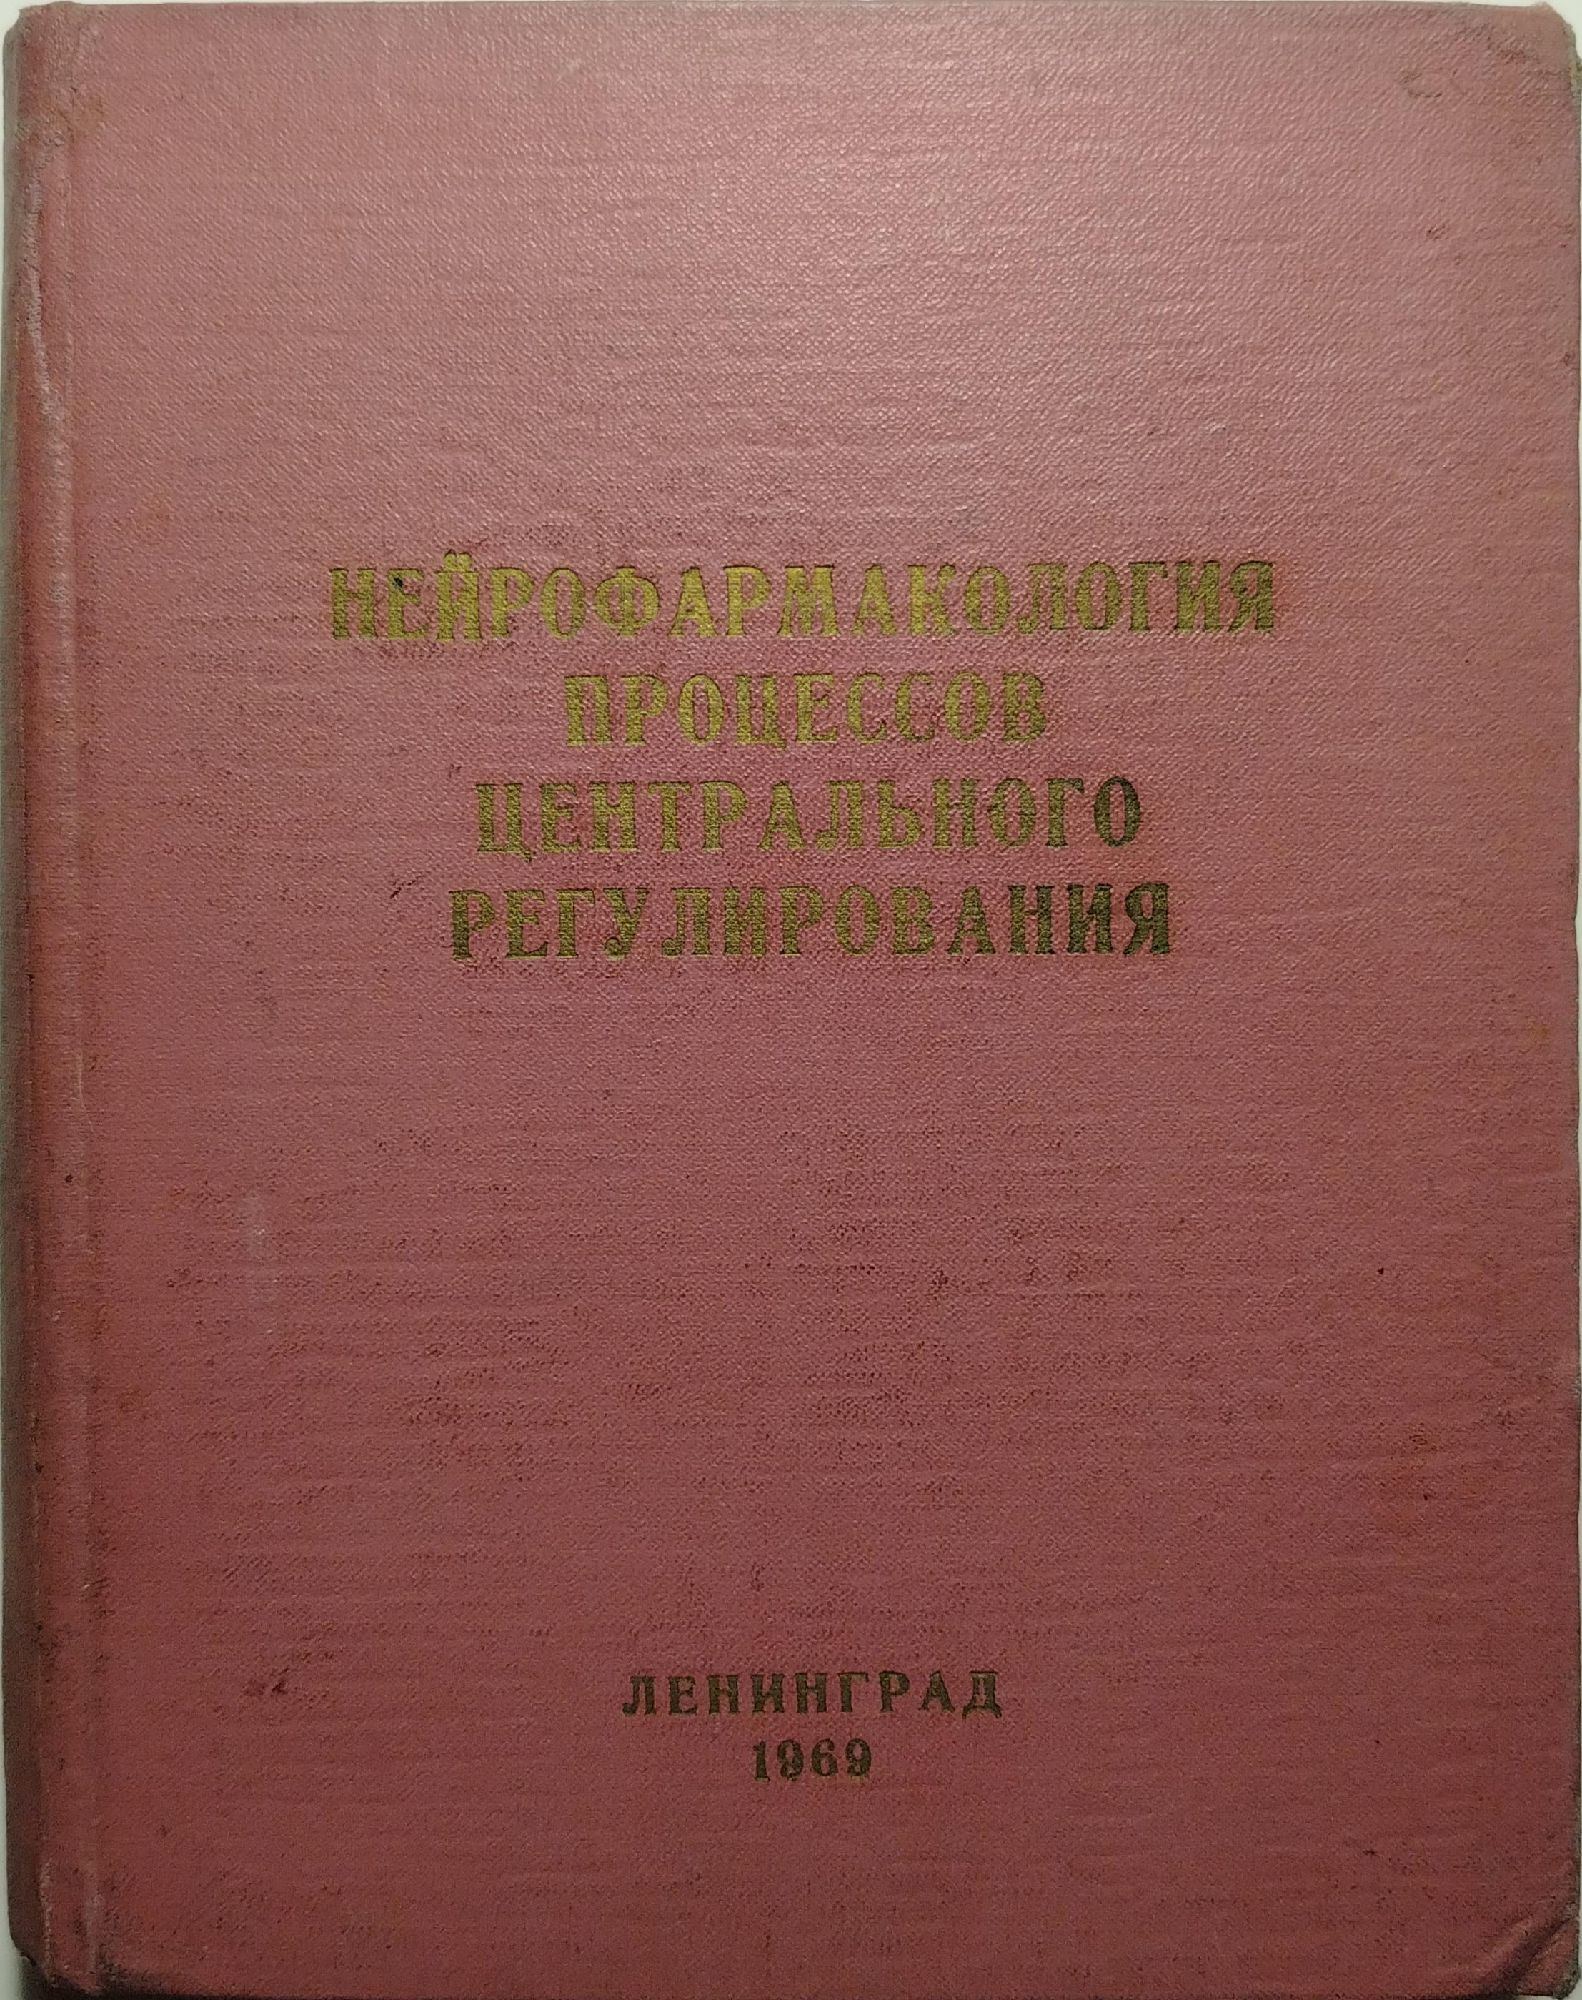 НЕЙРОФАРМАКОЛОГИЯ
ПРОЦЕССОВ
ЦЕНТРАЛЬНОГО
РЕГУЛИРОВАНИЯ
ЛЕНИНГРАД
1969